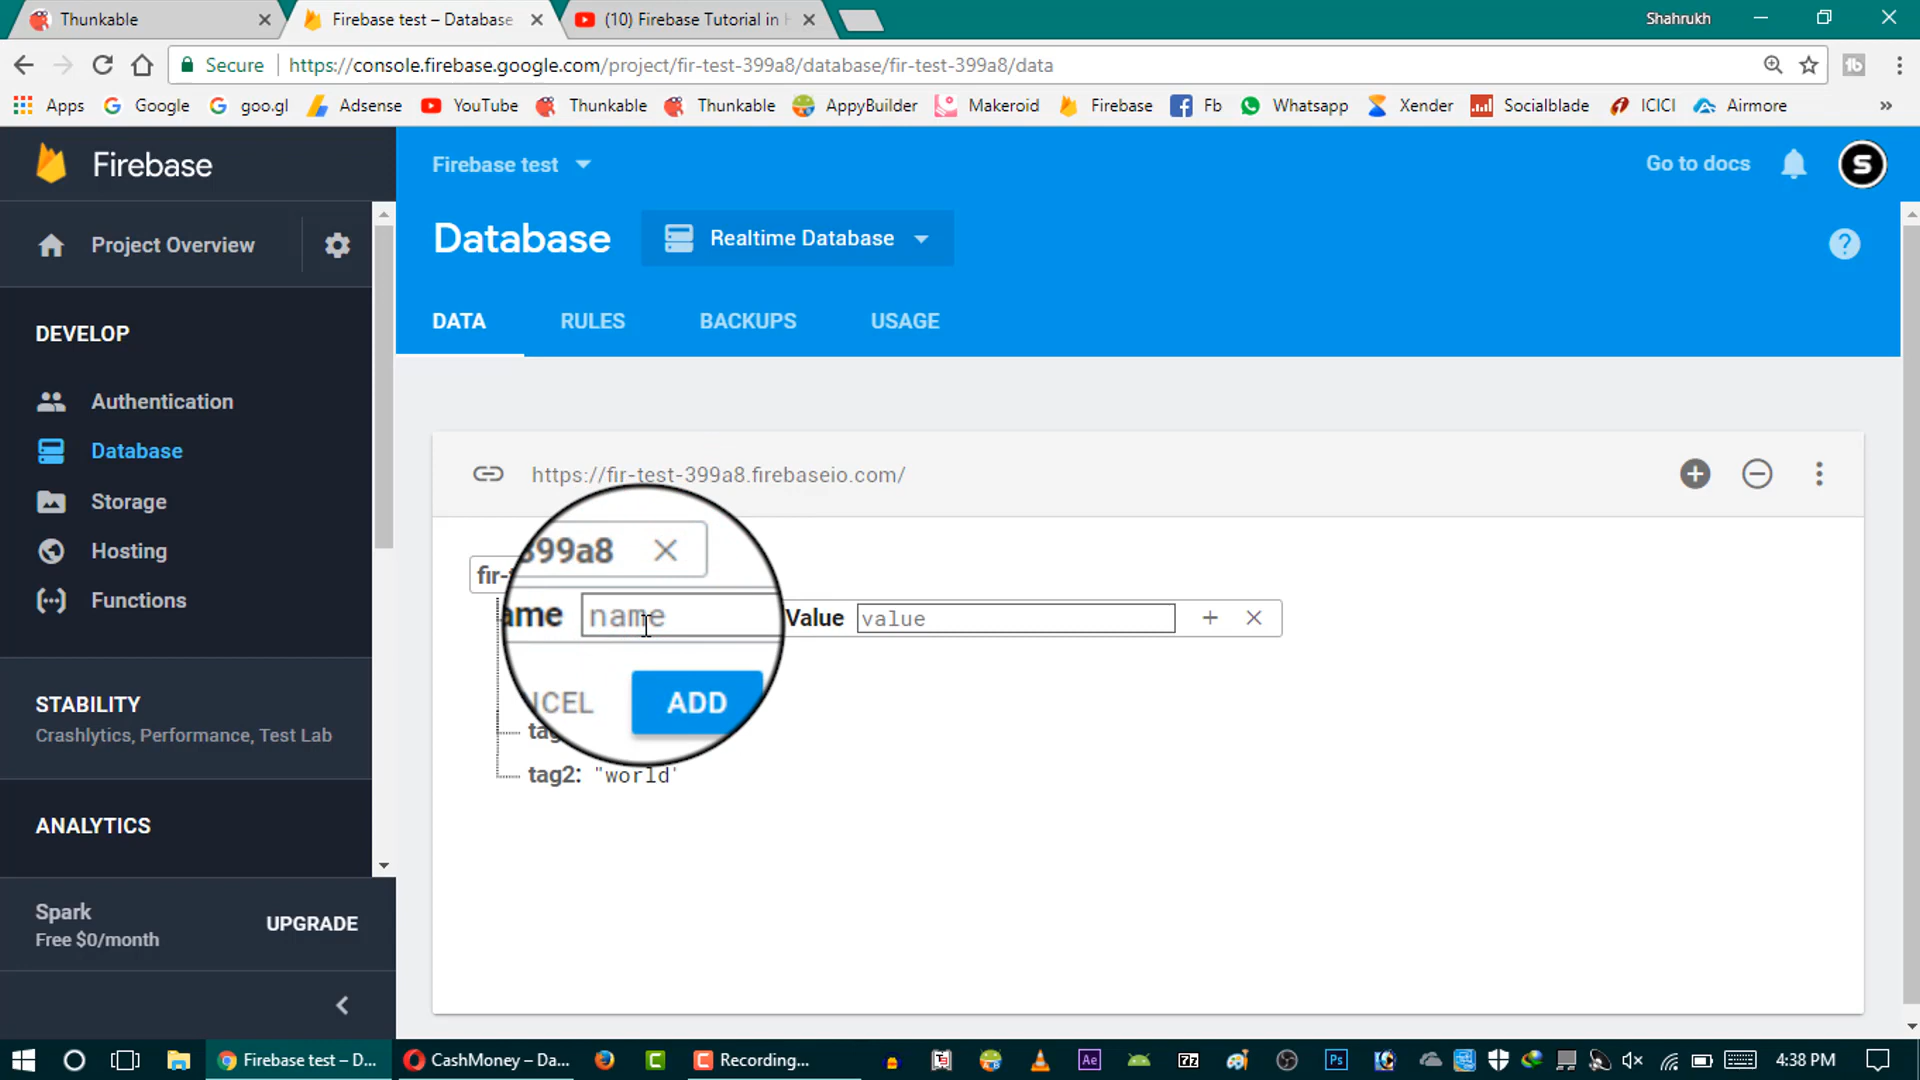 Thunkable
Firebase test – Database
(10) Firebase Tutorial in H
Shahrukh
Secure
https://console.firebase.google.com/project/fir-test-399a8/database/fir-test-399a8/data
Apps
Google
goo.gl
Adsense
YouTube
Thunkable
Thunkable
AppyBuilder
Makeroid
Firebase
Fb
Whatsapp
Xender
Socialblade
ICICI
Airmore
»
Firebase
Firebase test
Go to docs
S
Project Overview
Database
Realtime Database
DATA
RULES
BACKUPS
USAGE
DEVELOP
Authentication
Database
Storage
Hosting
Functions
https://fir-test-399a8.firebaseio.com/
fir-
399a8
ame
name
Value
value
NCEL
ADD
tag
tag2: "world"
STABILITY
Crashlytics, Performance, Test Lab
ANALYTICS
Spark
Free $0/month
UPGRADE
Firebase test – D...
CashMoney – Da...
Recording...
Ae
7z
Ps
4:38 PM